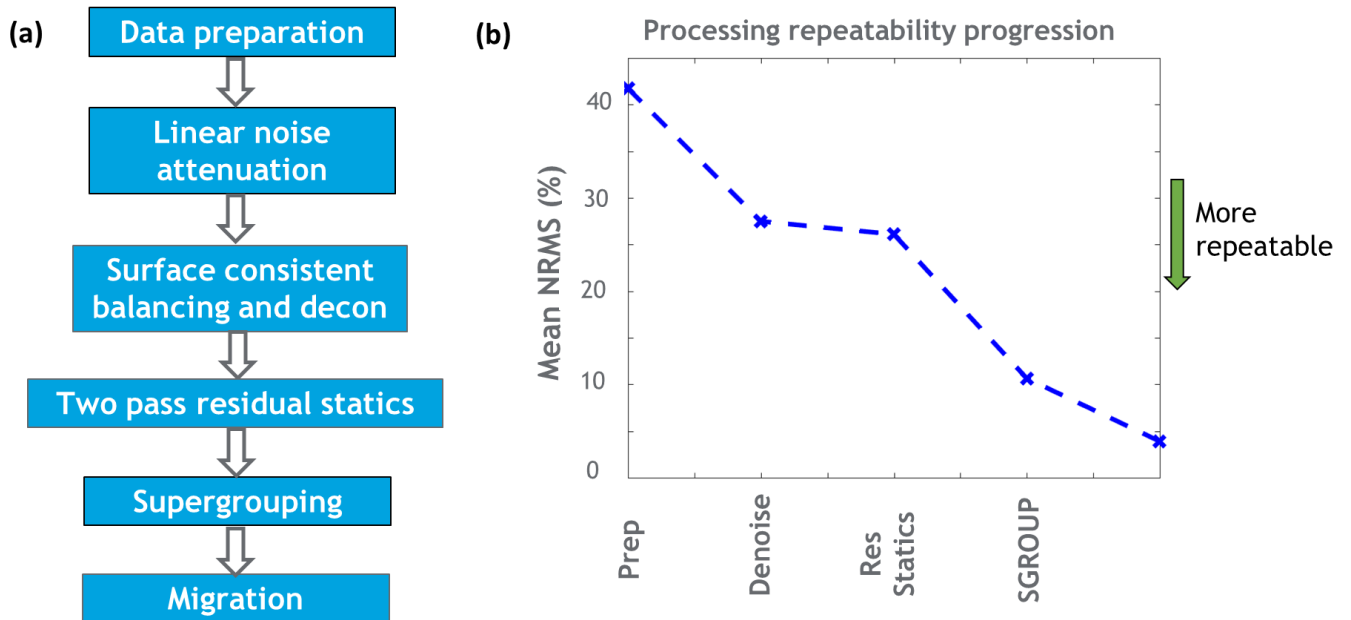 (a)
Data preparation
Linear noise
attenuation
Surface consistent
balancing and decon
Two pass residual statics
Supergrouping
Migration
(b)
Processing repeatability progression
Mean NRMS (%)
40
30
20
10
0
Prep
Denoise
Res
Statics
SGROUP
More
repeatable